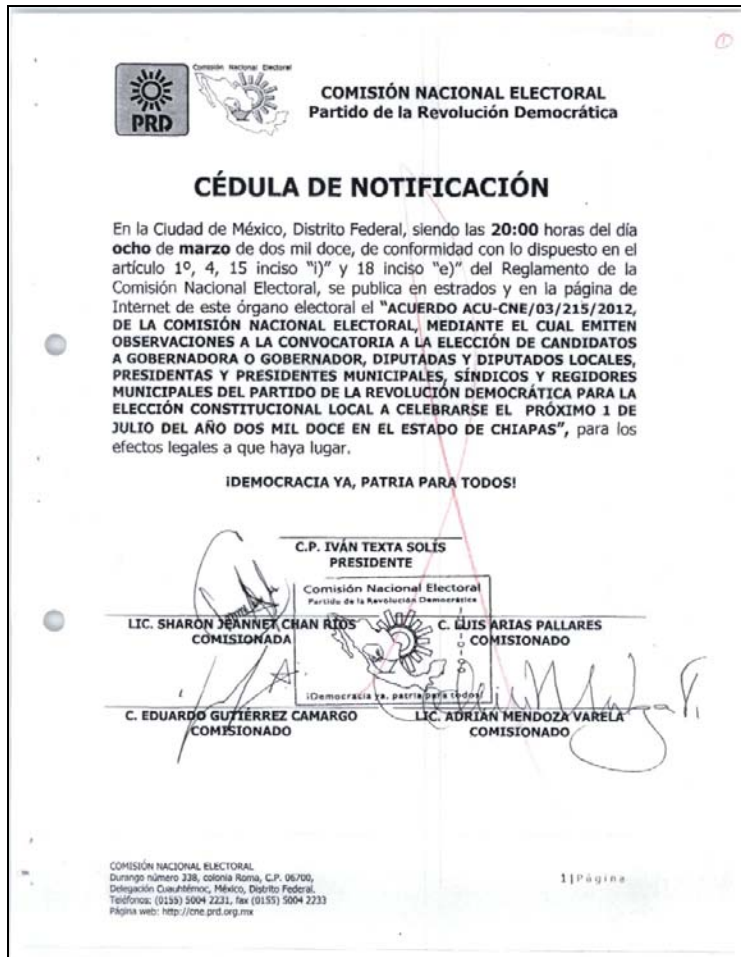 Comisión Nacional Electoral
PRD
COMISIÓN NACIONAL ELECTORAL
Partido de la Revolución Democrática
CÉDULA DE NOTIFICACIÓN
En la Ciudad de México, Distrito Federal, siendo las 20:00 horas del día
ocho de marzo de dos mil doce, de conformidad con lo dispuesto en el
artículo 1º, 4, 15 inciso "i)" y 18 inciso "e)" del Reglamento de la
Comisión Nacional Electoral, se publica en estrados y en la página de
Internet de este órgano electoral el "ACUERDO ACU-CNE/03/215/2012,
DE LA COMISIÓN NACIONAL ELECTORAL, MEDIANTE EL CUAL EMITEN
OBSERVACIONES A LA CONVOCATORIA A LA ELECCIÓN DE CANDIDATOS
A GOBERNADORA O GOBERNADOR, DIPUTADAS Y DIPUTADOS LOCALES,
PRESIDENTAS Y PRESIDENTES MUNICIPALES, SÍNDICOS Y REGIDORES
MUNICIPALES DEL PARTIDO DE LA REVOLUCIÓN DEMOCRÁTICA PARA LA
ELECCIÓN CONSTITUCIONAL LOCAL A CELEBRARSE EL PRÓXIMO 1 DE
JULIO DEL AÑO DOS MIL DOCE EN EL ESTADO DE CHIAPAS", para los
efectos legales a que haya lugar.
¡DEMOCRACIA YA, PATRIA PARA TODOS!
C.P. IVÁN TEXTA SOLÍS
PRESIDENTE
Comisión Nacional Electoral
Partido de la Revolución Democrática
LIC. SHARON JEANNET CHAN RÍOS
COMISIONADA
C. LUIS ARIAS PALLARES
COMISIONADO
¡Democracia ya, patria para todos!
C. EDUARDO GUTIÉRREZ CAMARGO
COMISIONADO
LIC. ADRIÁN MENDOZA VARELA
COMISIONADO
COMISIÓN NACIONAL ELECTORAL
Durango número 338, colonia Roma, C.P. 06700,
Delegación Cuauhtémoc, México, Distrito Federal.
Teléfonos: (0155) 5004 2231, fax (0155) 5004 2233
Página web: http://cne.prd.org.mx
1|Página